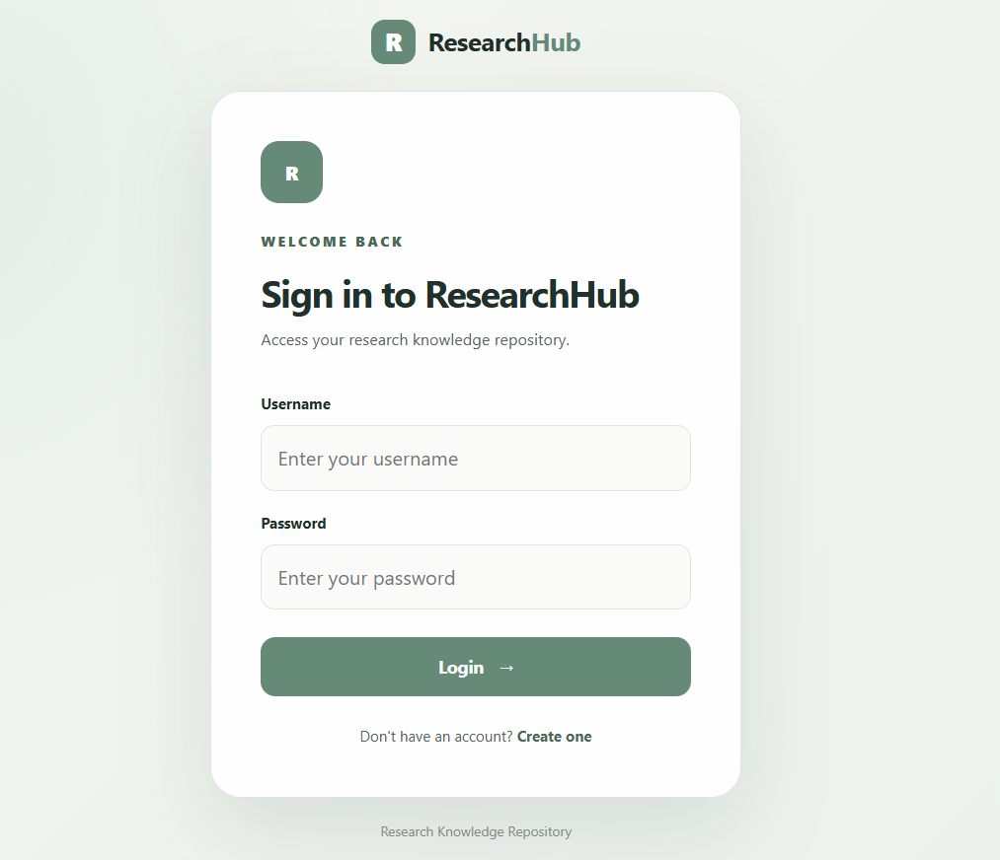 R ResearchHub
R
WELCOME BACK
Sign in to ResearchHub
Access your research knowledge repository.
Username
Enter your username
Password
Enter your password
Login →
Don't have an account? Create one
Research Knowledge Repository